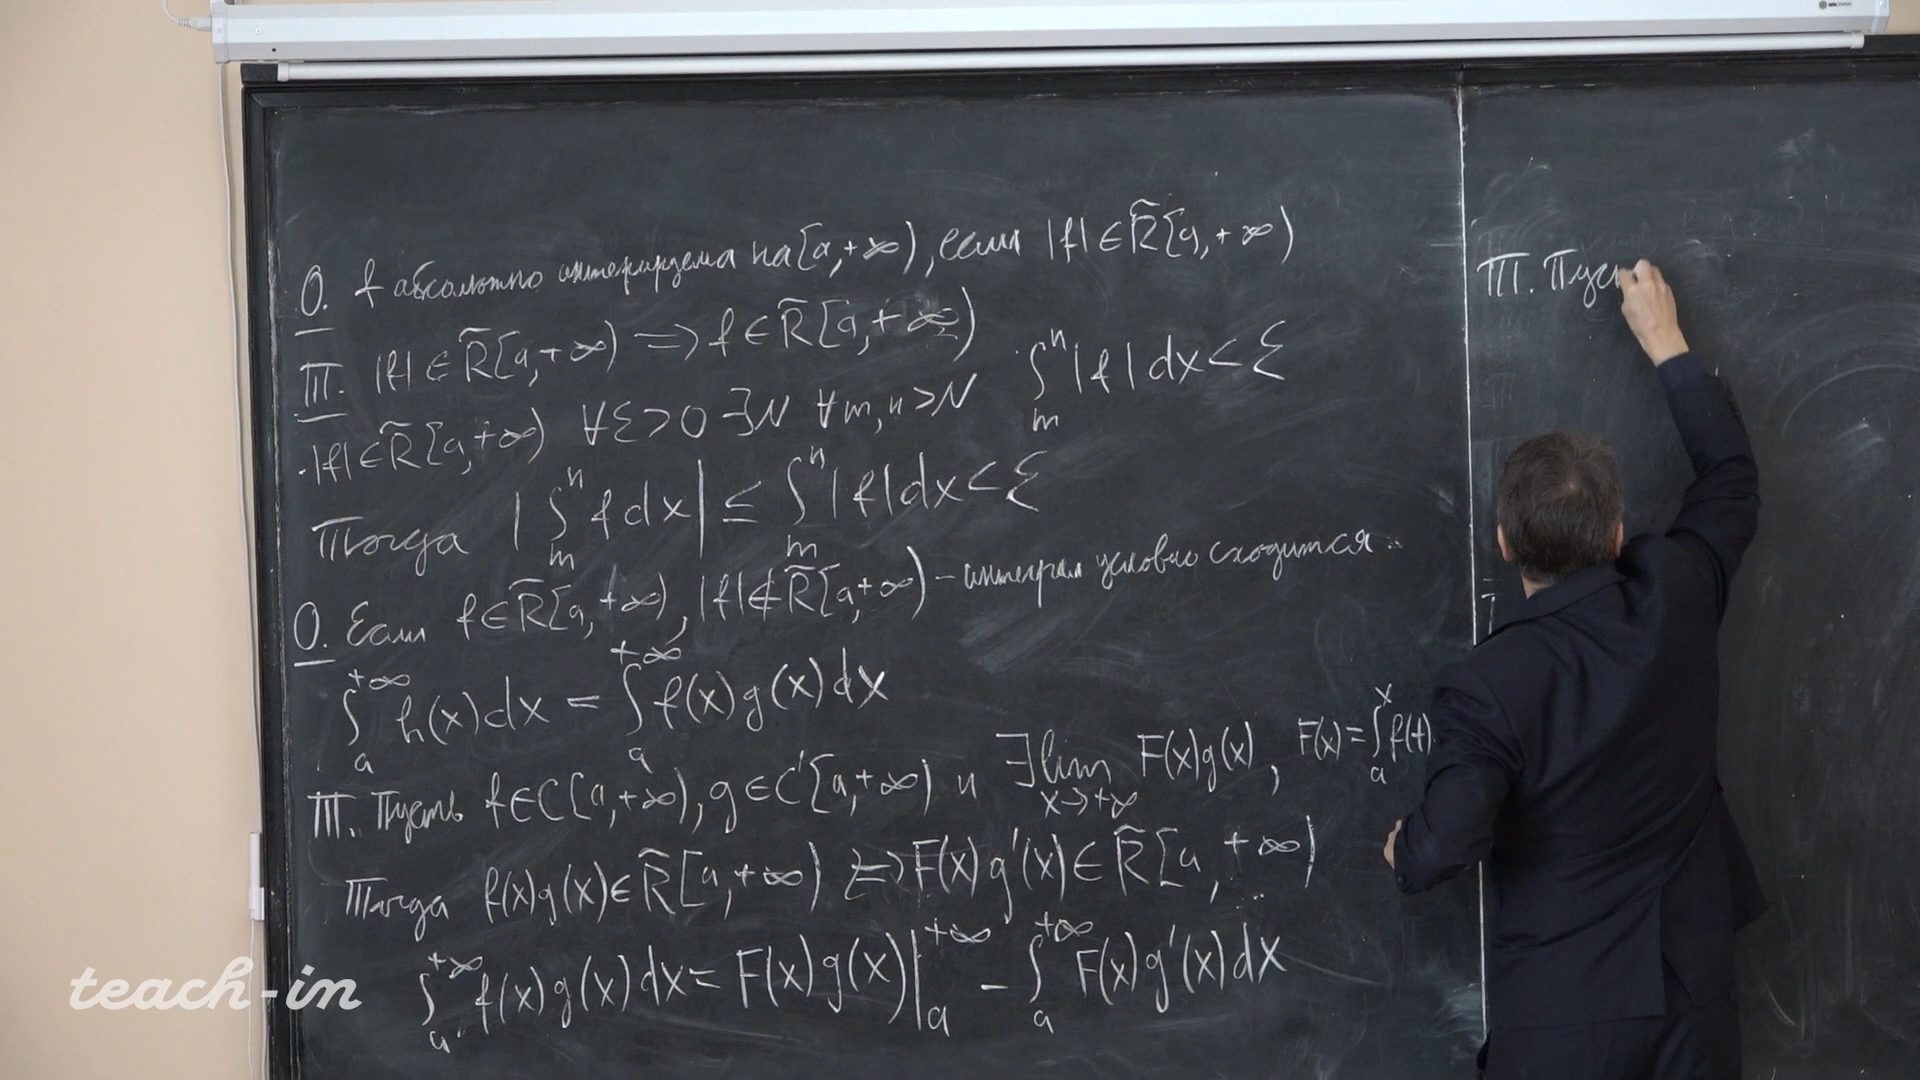 О. f абсолютно интегрируема на [a,+∞), если |f|∈R̃[a,+∞)
Т. |f|∈R̃[a,+∞) ⟹ f∈R̃[a,+∞)
|f|∈R̃[a,+∞) ∀ε>0 ∃N ∀m,n>N ∫ₘⁿ|f|dx<ε
Тогда |∫ₘⁿ f dx| ≤ ∫ₘⁿ|f|dx<ε
О. Если f∈R̃[a,+∞), |f|∉R̃[a,+∞) – интеграл условно сходится.
∫ₐ^{+∞} h(x)dx = ∫ₐ^{+∞} f(x)g(x)dx
Т. Пусть f∈C[a,+∞), g∈C'[a,+∞) и ∃lim_{x→+∞} F(x)g(x), F(x)=∫ₐˣ f(t)
Тогда f(x)g(x)∈R̃[a,+∞) ⟺ F(x)g'(x)∈R̃[a,+∞)
∫ₐ^{+∞} f(x)g(x)dx = F(x)g(x)|ₐ^{+∞} – ∫ₐ^{+∞} F(x)g'(x)dx
Т. Пус
teach-in